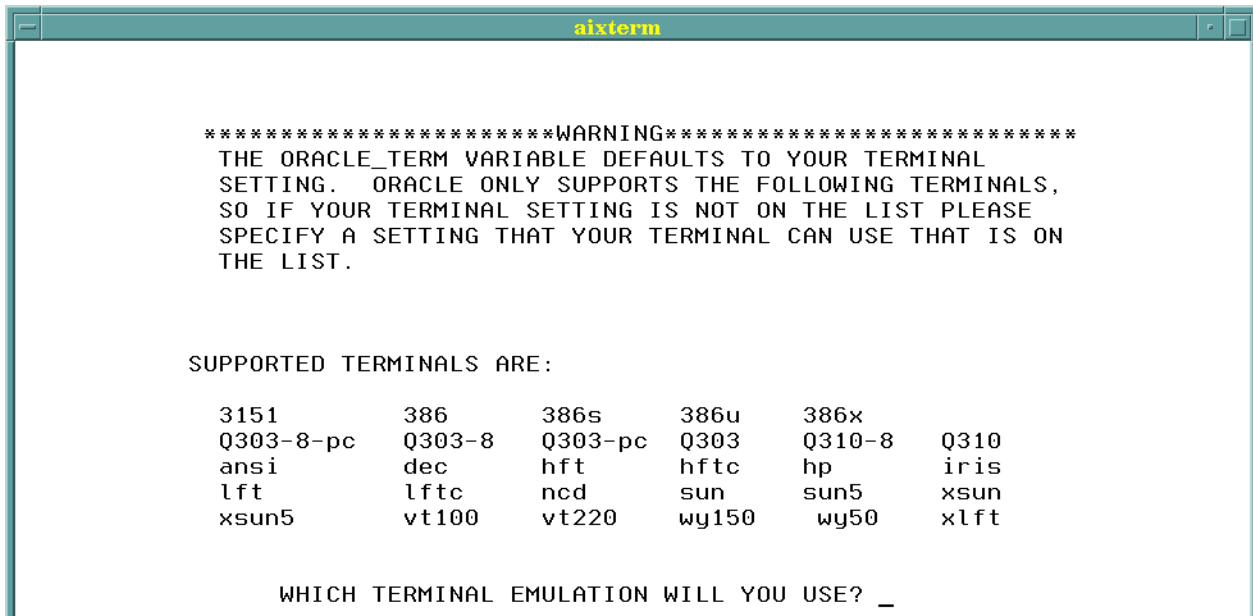 aixterm
***********************WARNING***************************
THE ORACLE_TERM VARIABLE DEFAULTS TO YOUR TERMINAL
SETTING.  ORACLE ONLY SUPPORTS THE FOLLOWING TERMINALS,
SO IF YOUR TERMINAL SETTING IS NOT ON THE LIST PLEASE
SPECIFY A SETTING THAT YOUR TERMINAL CAN USE THAT IS ON
THE LIST.
SUPPORTED TERMINALS ARE:
3151        386     386s     386u    386x
Q303-8-pc   Q303-8   Q303-pc  Q303    Q310-8   Q310
ansi        dec     hft      hftc    hp       iris
lft         lftc    ncd      sun     sun5     xsun
xsun5       vt100   vt220    wy150    wy50    xlft
WHICH TERMINAL EMULATION WILL YOU USE? _